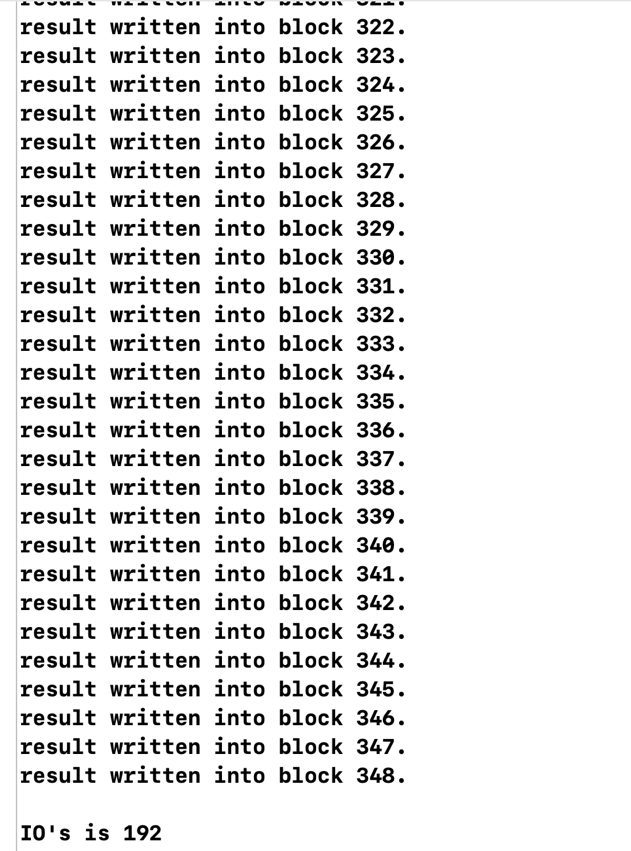 result written into block 321.
result written into block 322.
result written into block 323.
result written into block 324.
result written into block 325.
result written into block 326.
result written into block 327.
result written into block 328.
result written into block 329.
result written into block 330.
result written into block 331.
result written into block 332.
result written into block 333.
result written into block 334.
result written into block 335.
result written into block 336.
result written into block 337.
result written into block 338.
result written into block 339.
result written into block 340.
result written into block 341.
result written into block 342.
result written into block 343.
result written into block 344.
result written into block 345.
result written into block 346.
result written into block 347.
result written into block 348.
IO's is 192